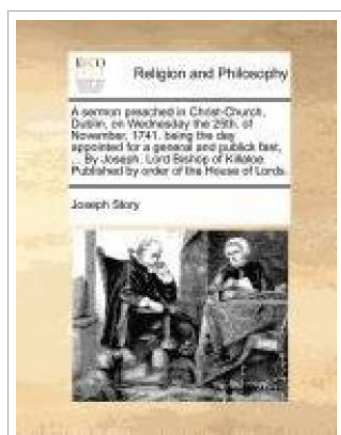 ECCO
Religion and Philosophy
A sermon preached in Christ-Church,
Dublin, on Wednesday the 25th, of
November, 1741. being the day
appointed for a general and publick fast,
... By Joseph, Lord Bishop of Killaloe.
Published by order of the House of Lords.
Joseph Story